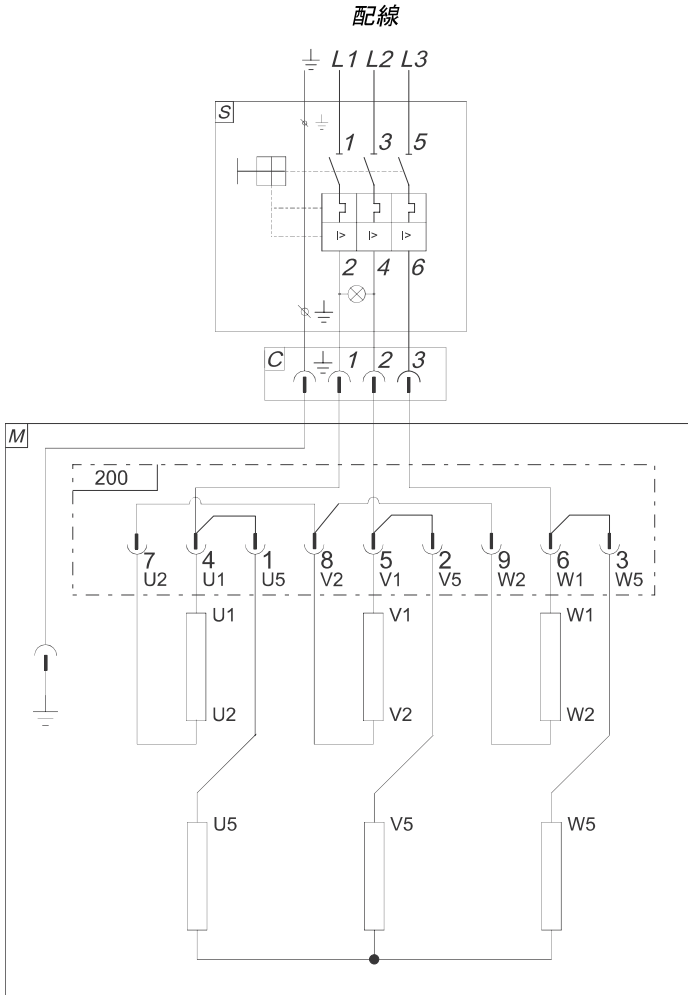 配線
L1 L2 L3
S
1 3 5
I> I> I>
2 4 6
C 1 2 3
M
200
7 4 1 8 5 2 9 6 3
U2 U1 U5 V2 V1 V5 W2 W1 W5
U1 V1 W1
U2 V2 W2
U5 V5 W5